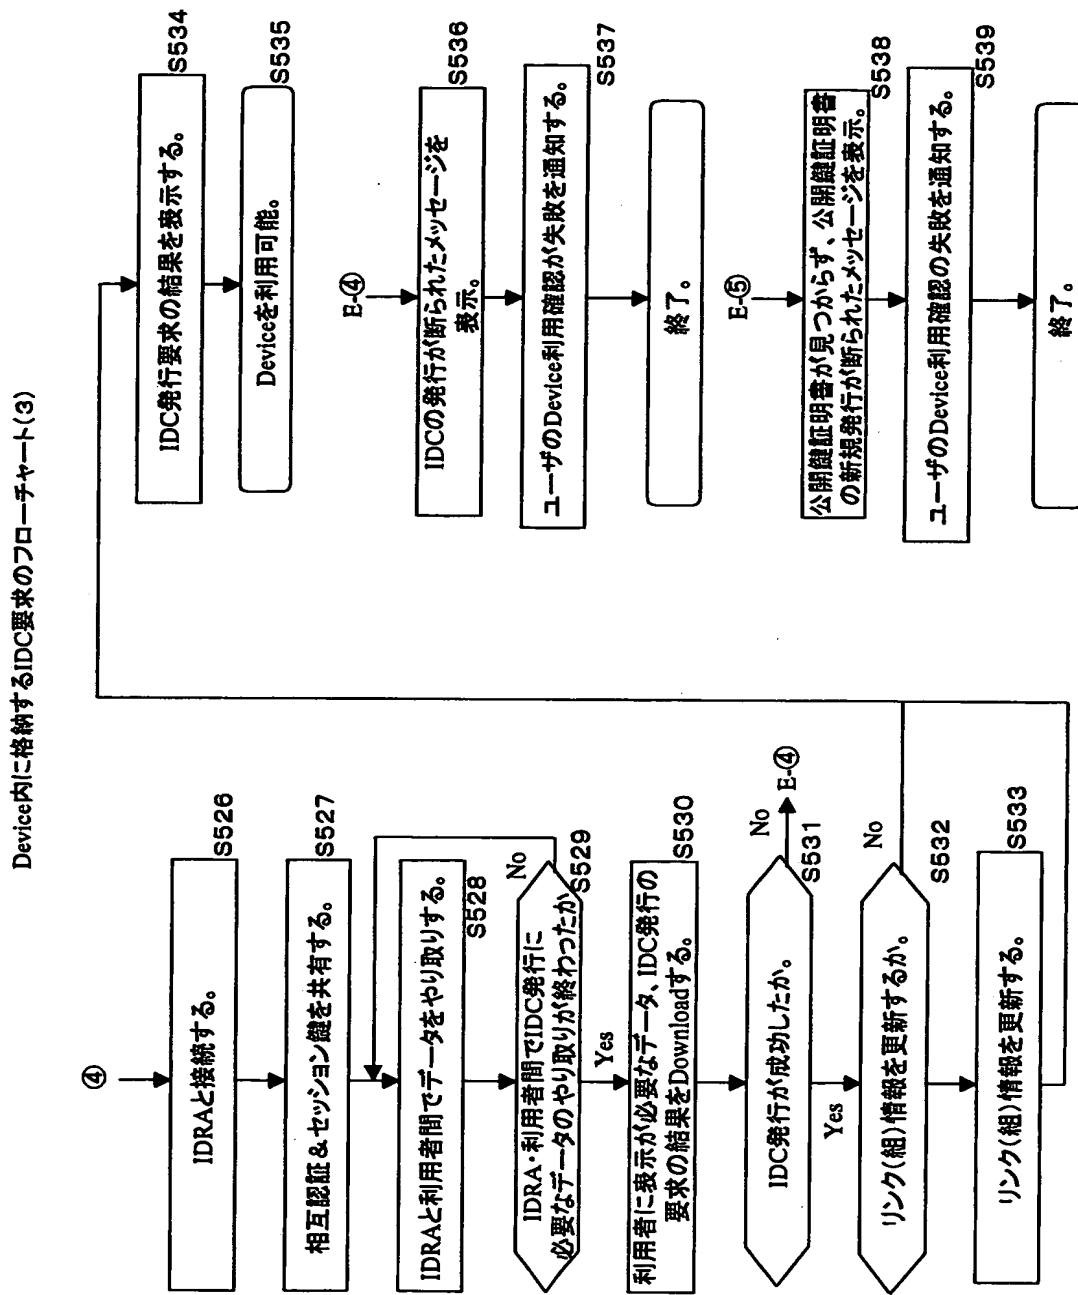 Device内に格納するIDC要求のフローチャート(3)
④
IDRAと接続する。
S526
相互認証&セッション鍵を共有する。
S527
IDRAと利用者間でデータをやり取りする。
S528
IDRA・利用者間でIDC発行に
必要なデータのやり取りが終わったか
No
S529
Yes
利用者に表示が必要なデータ、IDC発行の
要求の結果をDownloadする。
S530
IDC発行が成功したか。
No
E-④
S531
Yes
リンク(組)情報を更新するか。
No
S532
リンク(組)情報を更新する。
S533
IDC発行要求の結果を表示する。
S534
Deviceを利用可能。
S535
E-④
IDCの発行が断られたメッセージを
表示。
S536
ユーザのDevice利用確認が失敗を通知する。
S537
終了。
E-⑤
公開鍵証明書が見つからず、公開鍵証明書
の新規発行が断られたメッセージを表示。
S538
ユーザのDevice利用確認の失敗を通知する。
S539
終了。